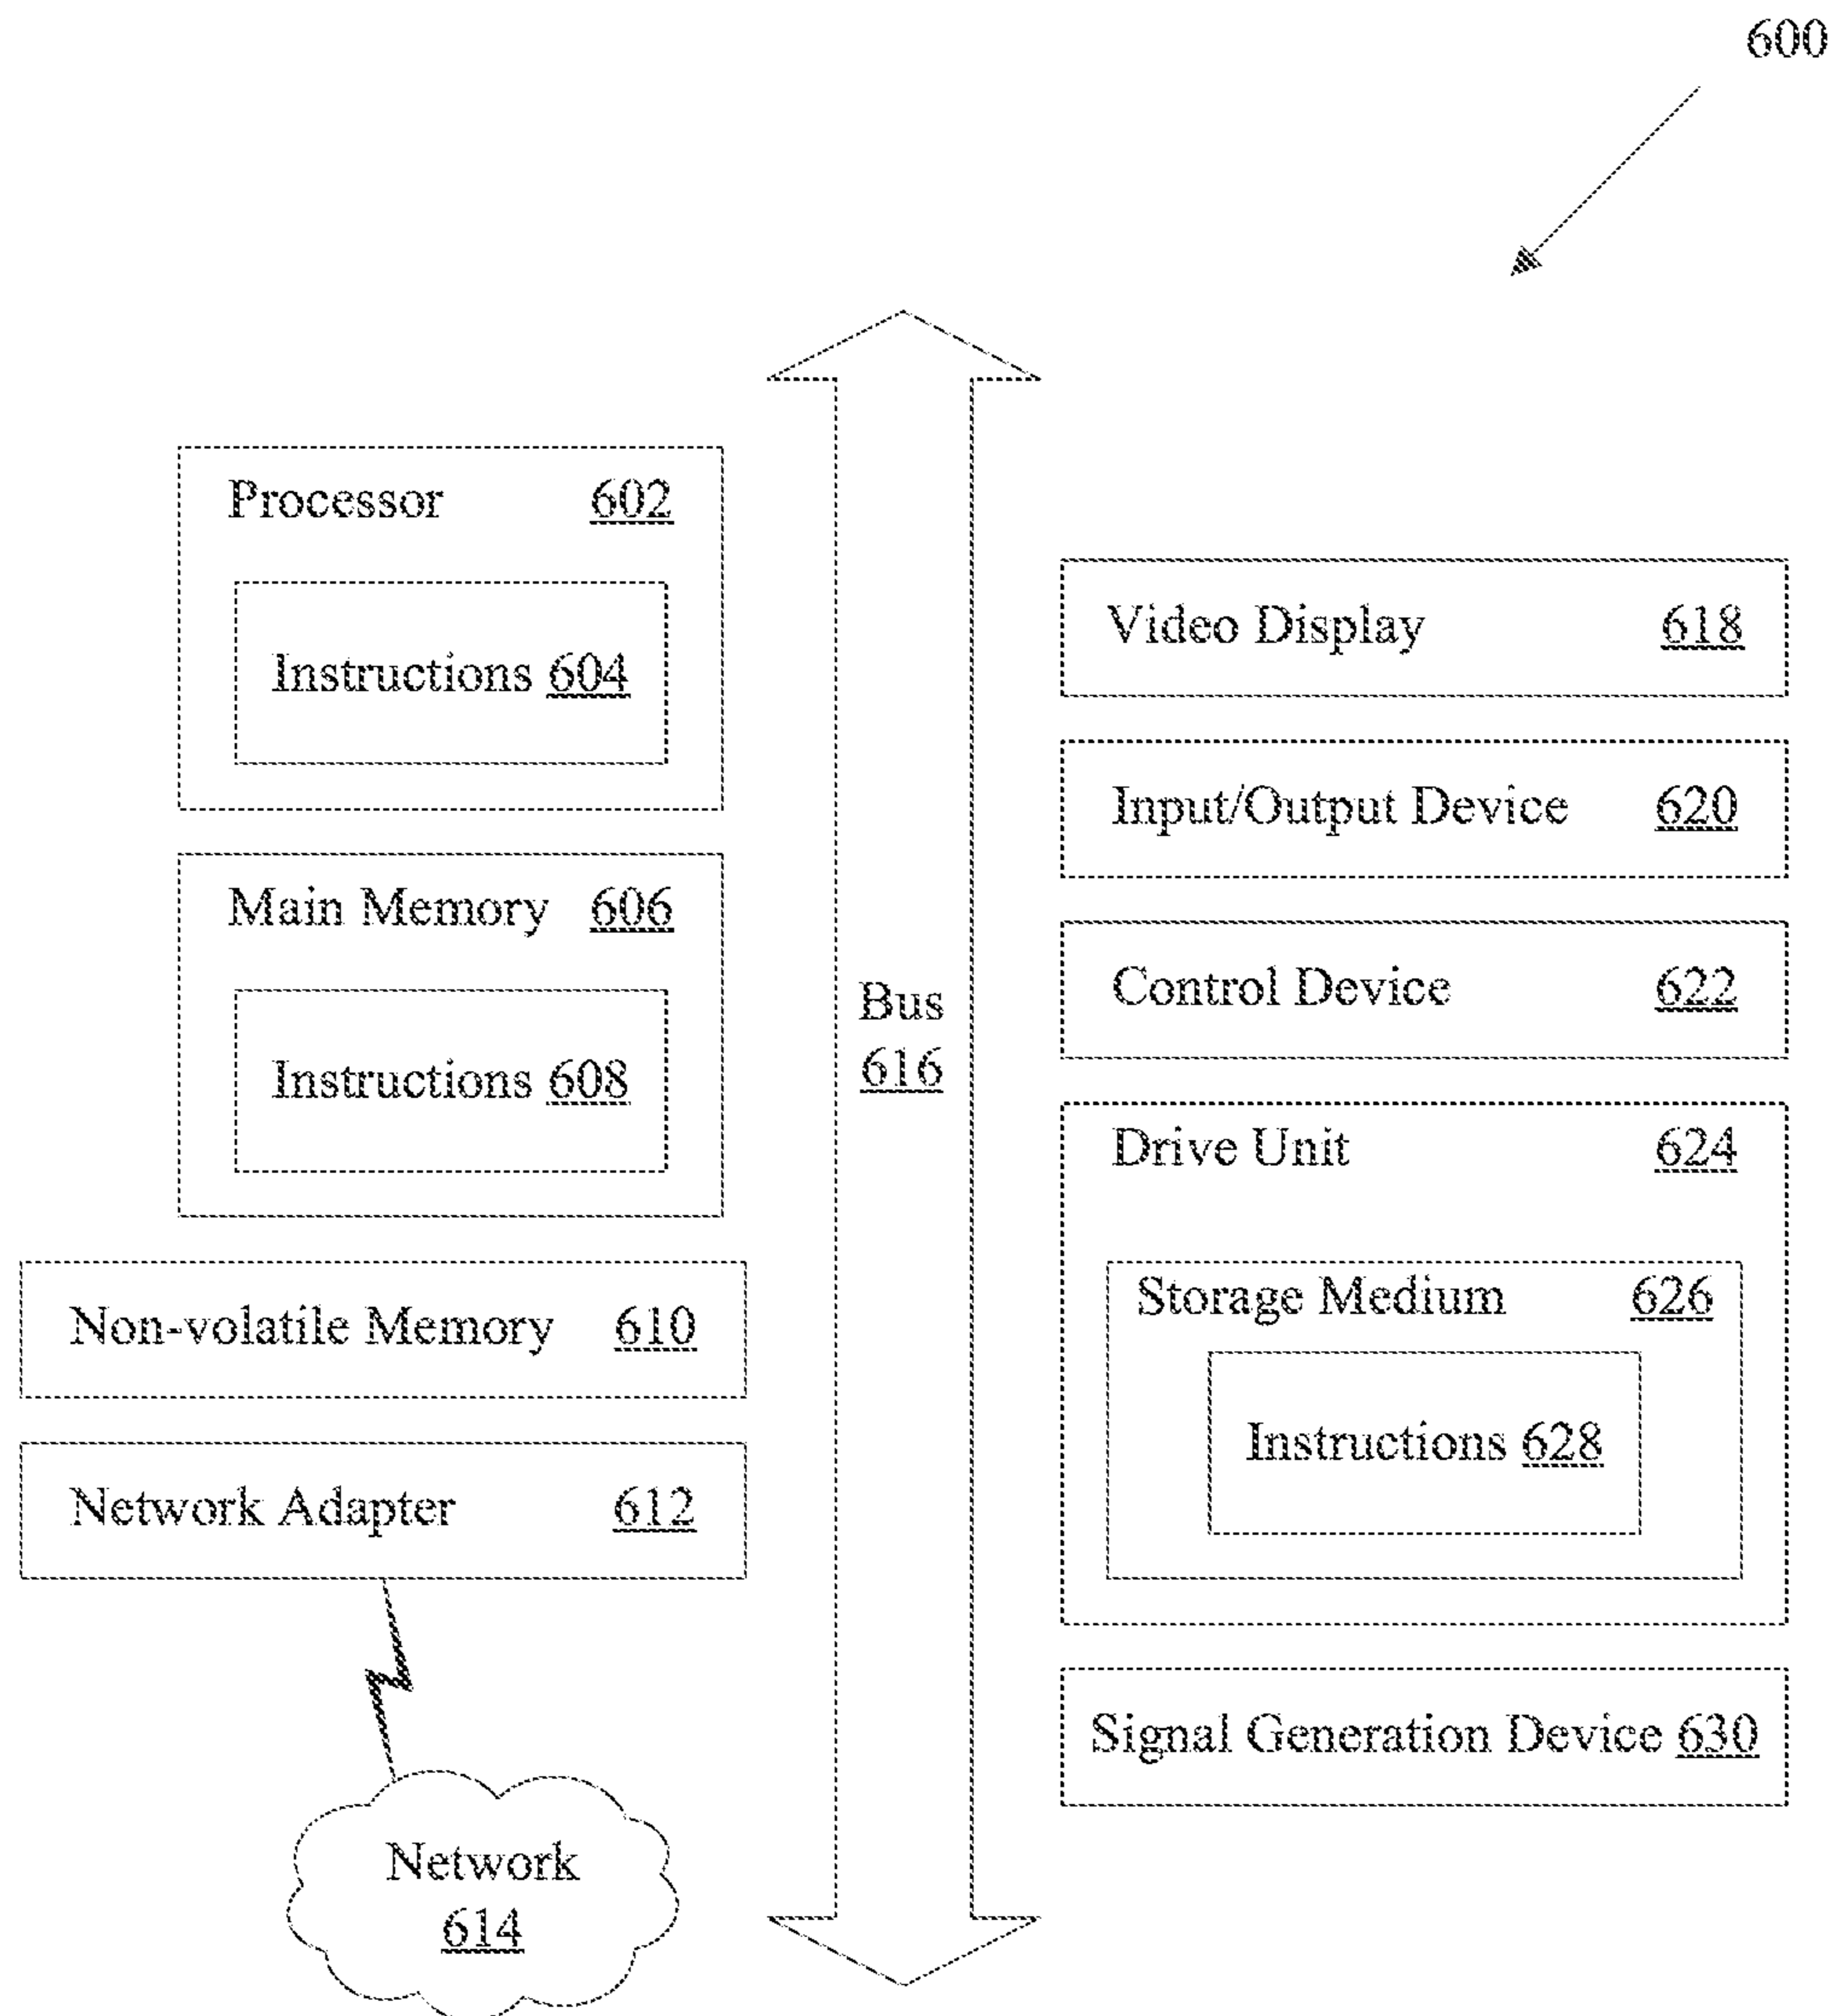 600
Processor 602
Instructions 604
Main Memory 606
Instructions 608
Non-volatile Memory 610
Network Adapter 612
Network
614
Bus
616
Video Display 618
Input/Output Device 620
Control Device 622
Drive Unit 624
Storage Medium 626
Instructions 628
Signal Generation Device 630